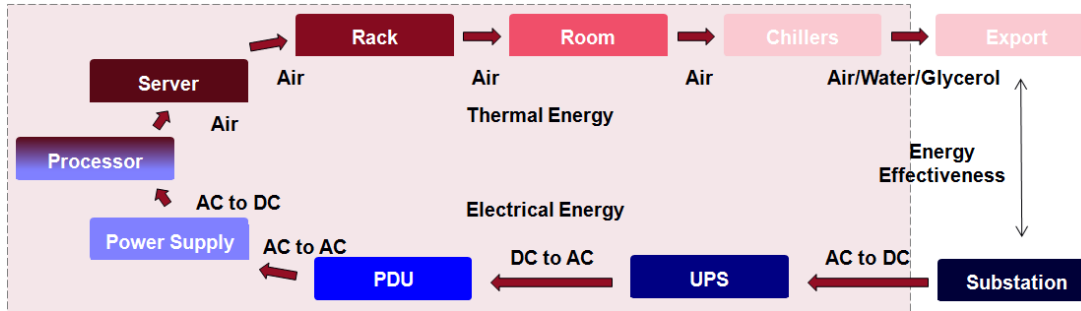 Rack
Room
Chillers
Export
Server
Air
Air
Air
Air/Water/Glycerol
Air
Thermal Energy
Processor
Energy
Effectiveness
AC to DC
Electrical Energy
Power Supply
AC to AC
DC to AC
AC to DC
PDU
UPS
Substation